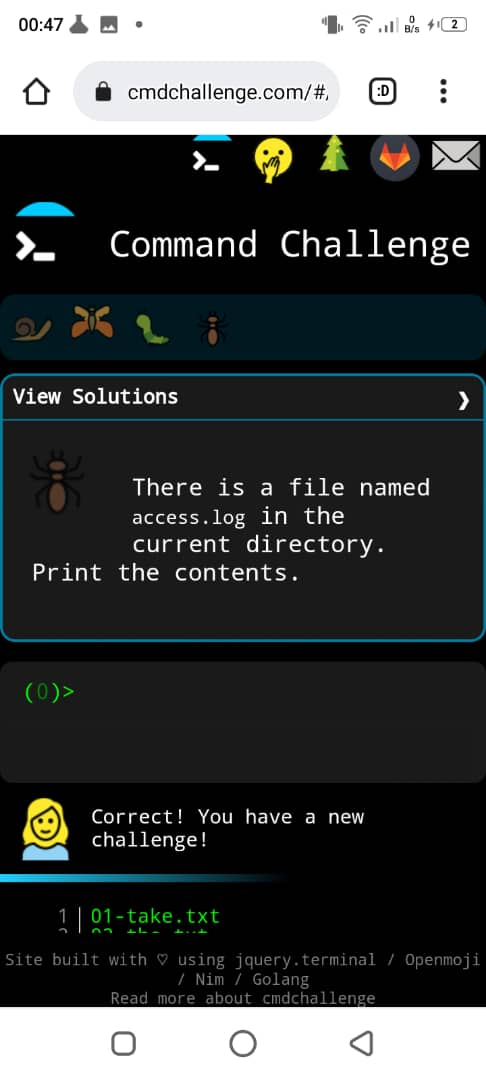 00:47
0
B/s
2
cmdchallenge.com/#
:D
Command Challenge
View Solutions
There is a file named
access.log in the
current directory.
Print the contents.
(0)>
Correct! You have a new
challenge!
1 | 01-take.txt
Site built with ♡ using jquery.terminal / Openmoji
/ Nim / Golang
Read more about cmdchallenge